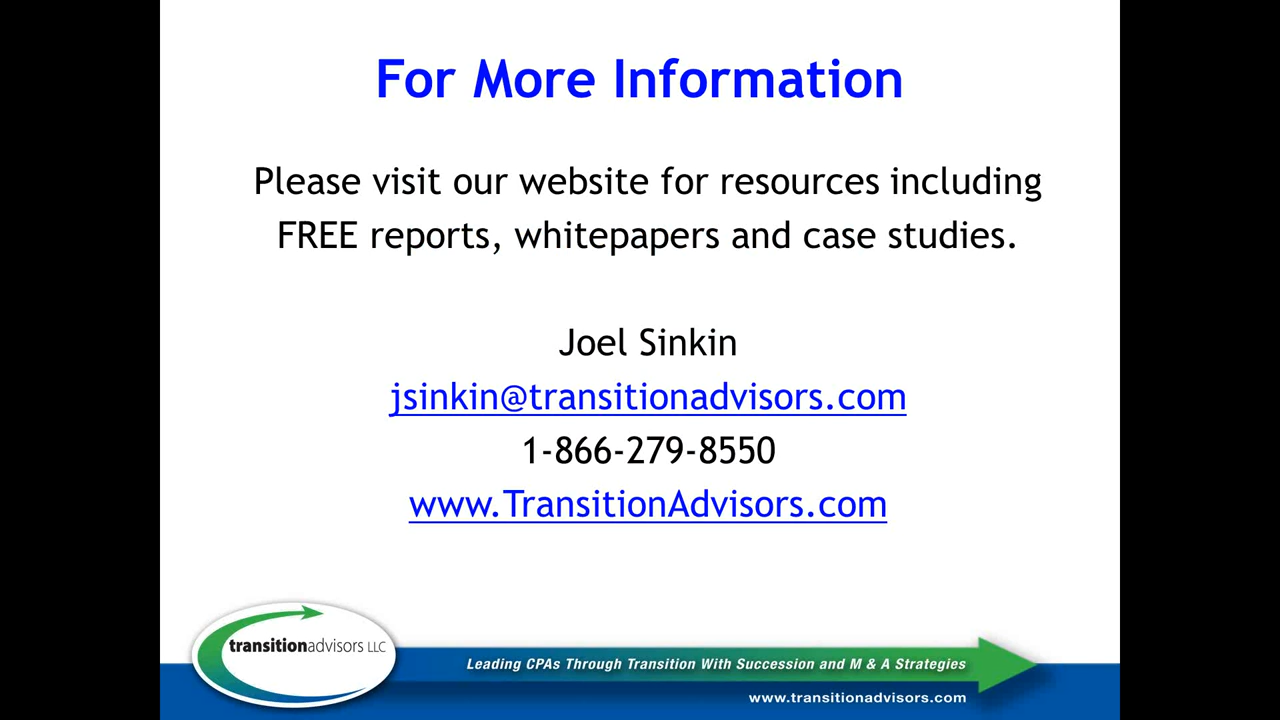 For More Information
Please visit our website for resources including
FREE reports, whitepapers and case studies.
Joel Sinkin
jsinkin@transitionadvisors.com
1-866-279-8550
www.TransitionAdvisors.com
transitionadvisors LLC
Leading CPAs Through Transition With Succession and M & A Strategies
www.transitionadvisors.com